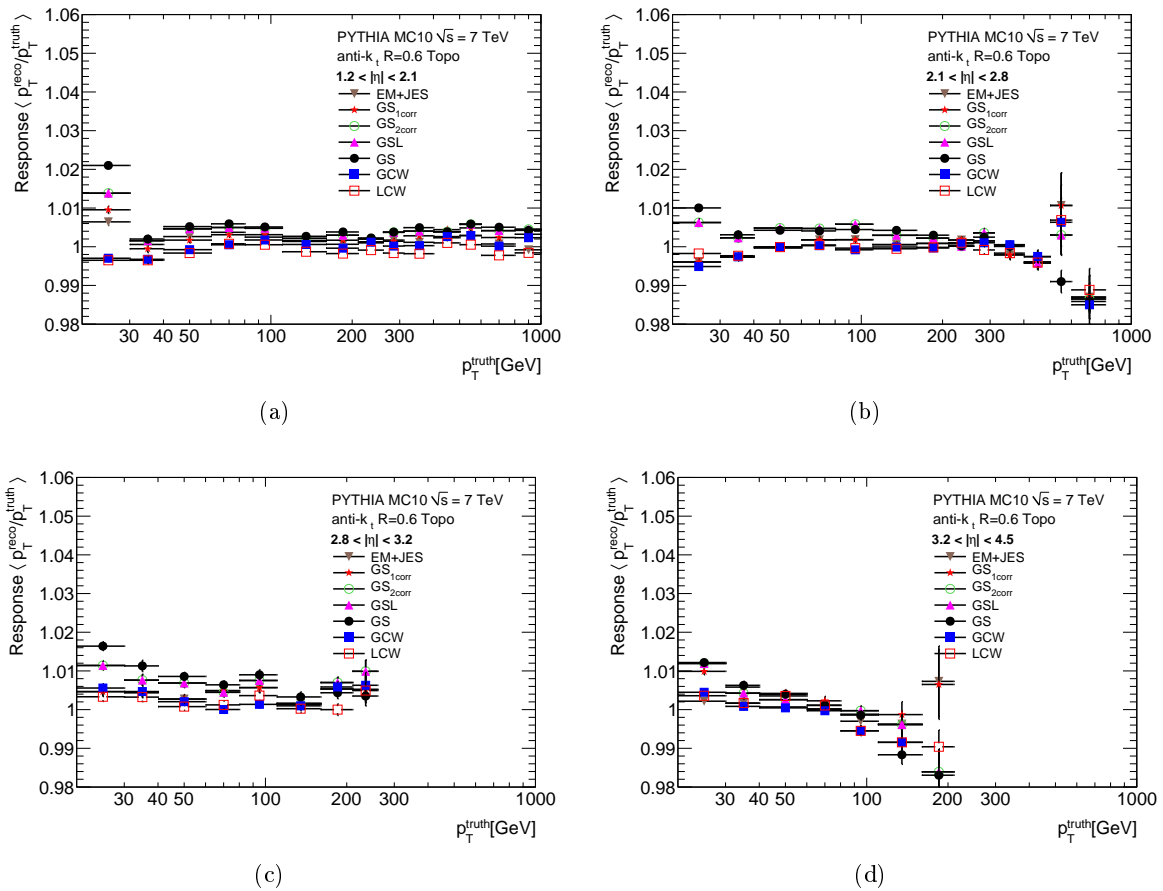 Response ⟨ p_T^reco/p_T^truth ⟩
1.06
1.05
1.04
1.03
1.02
1.01
1
0.99
0.98
PYTHIA MC10 √s = 7 TeV
anti-k_t R=0.6 Topo
1.2 < |η| < 2.1
EM+JES
GS_1corr
GS_2corr
GSL
GS
GCW
LCW
30 40 50 100 200 300 1000
p_T^truth[GeV]
(a)
Response ⟨ p_T^reco/p_T^truth ⟩
1.06
1.05
1.04
1.03
1.02
1.01
1
0.99
0.98
PYTHIA MC10 √s = 7 TeV
anti-k_t R=0.6 Topo
2.1 < |η| < 2.8
EM+JES
GS_1corr
GS_2corr
GSL
GS
GCW
LCW
30 40 50 100 200 300 1000
p_T^truth[GeV]
(b)
Response ⟨ p_T^reco/p_T^truth ⟩
1.06
1.05
1.04
1.03
1.02
1.01
1
0.99
0.98
PYTHIA MC10 √s = 7 TeV
anti-k_t R=0.6 Topo
2.8 < |η| < 3.2
EM+JES
GS_1corr
GS_2corr
GSL
GS
GCW
LCW
30 40 50 100 200 300 1000
p_T^truth[GeV]
(c)
Response ⟨ p_T^reco/p_T^truth ⟩
1.06
1.05
1.04
1.03
1.02
1.01
1
0.99
0.98
PYTHIA MC10 √s = 7 TeV
anti-k_t R=0.6 Topo
3.2 < |η| < 4.5
EM+JES
GS_1corr
GS_2corr
GSL
GS
GCW
LCW
30 40 50 100 200 300 1000
p_T^truth[GeV]
(d)